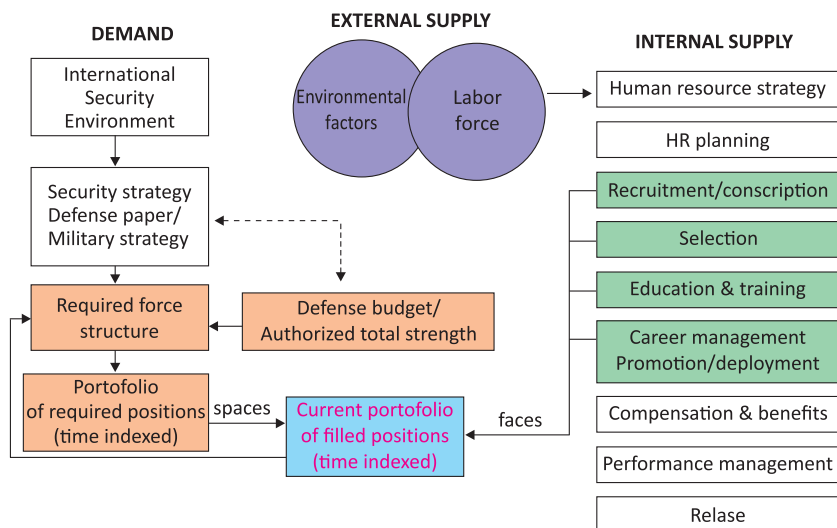 DEMAND
International
Security
Environment
Security strategy
Defense paper/
Military strategy
Required force
structure
Defense budget/
Authorized total strength
Portofolio
of required positions
(time indexed)
spaces
Current portofolio
of filled positions
(time indexed)
faces
EXTERNAL SUPPLY
Environmental
factors
Labor
force
INTERNAL SUPPLY
Human resource strategy
HR planning
Recruitment/conscription
Selection
Education & training
Career management
Promotion/deployment
Compensation & benefits
Performance management
Relase